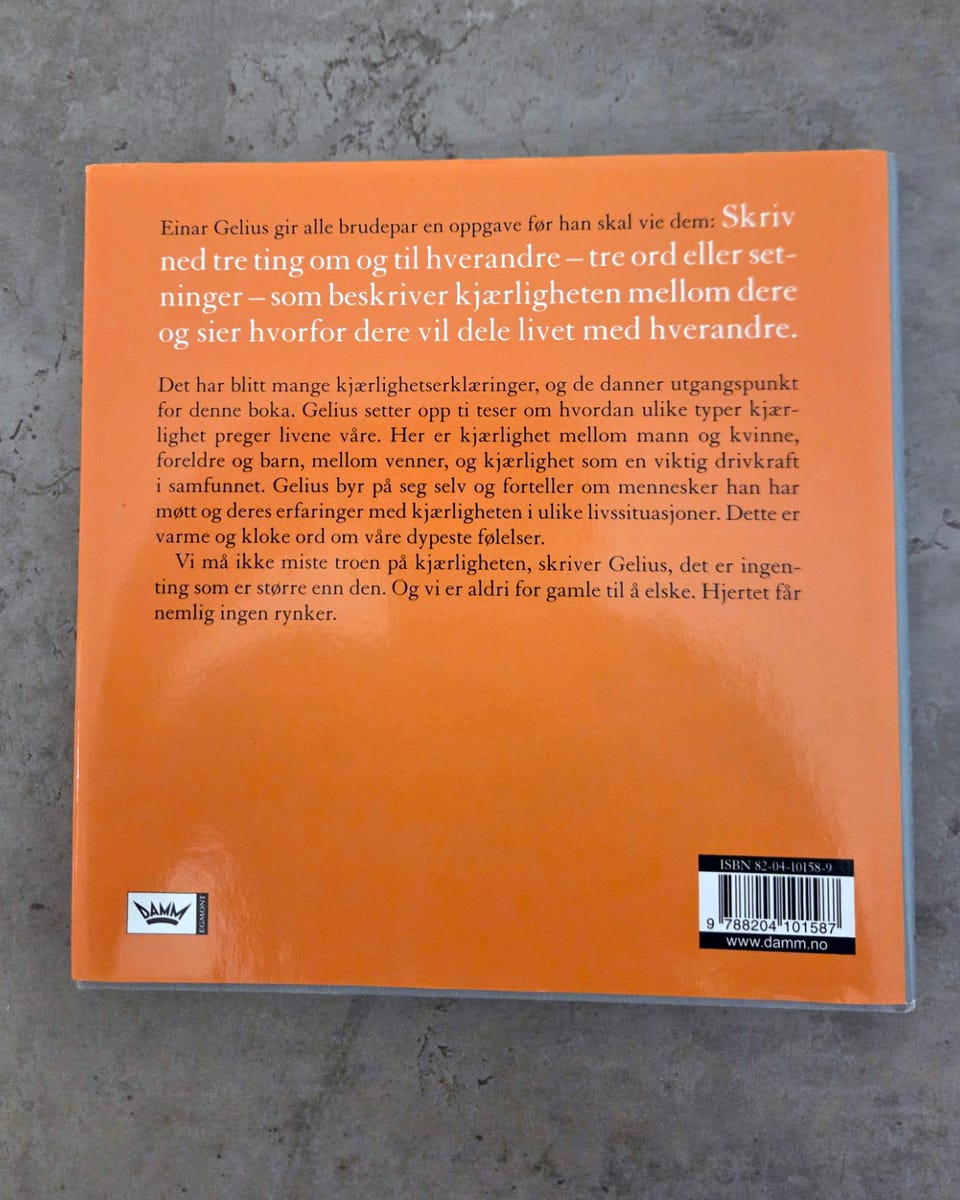 Einar Gelius gir alle brudepar en oppgave før han skal vie dem: Skriv
ned tre ting om og til hverandre – tre ord eller set-
ninger – som beskriver kjærligheten mellom dere
og sier hvorfor dere vil dele livet med hverandre.
Det har blitt mange kjærlighetserklæringer, og de danner utgangspunkt
for denne boka. Gelius setter opp ti teser om hvordan ulike typer kjær-
lighet preger livene våre. Her er kjærlighet mellom mann og kvinne,
foreldre og barn, mellom venner, og kjærlighet som en viktig drivkraft
i samfunnet. Gelius byr på seg selv og forteller om mennesker han har
møtt og deres erfaringer med kjærligheten i ulike livssituasjoner. Dette er
varme og kloke ord om våre dypeste følelser.
Vi må ikke miste troen på kjærligheten, skriver Gelius, det er ingen-
ting som er større enn den. Og vi er aldri for gamle til å elske. Hjertet får
nemlig ingen rynker.
DAMM
EGMONT
ISBN 82-04-10158-9
9 788204 101587
www.damm.no